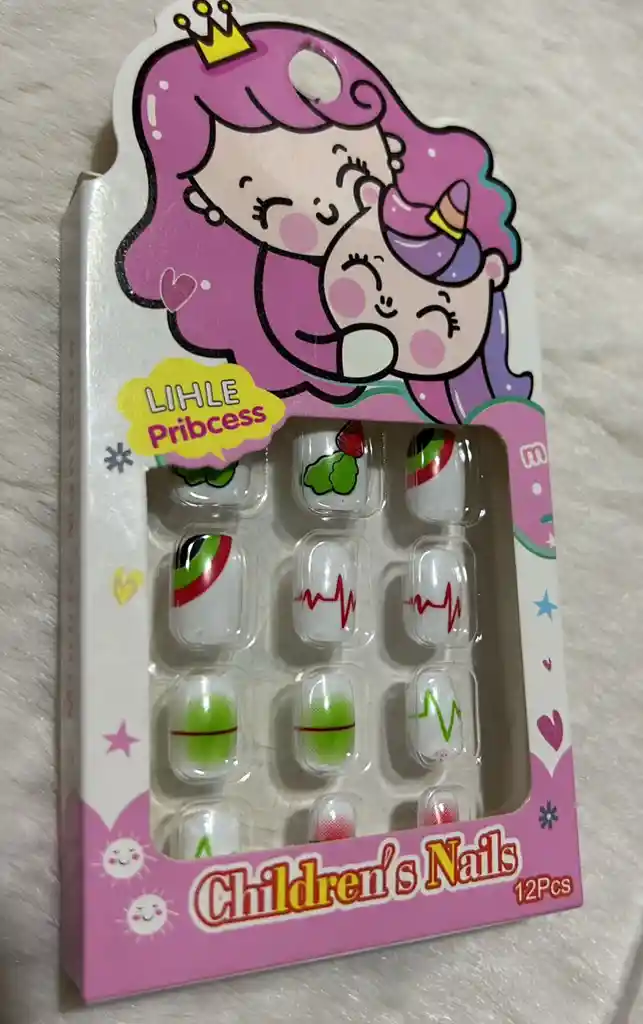 LIHLE
Pribcess
m
Children's Nails
12Pcs